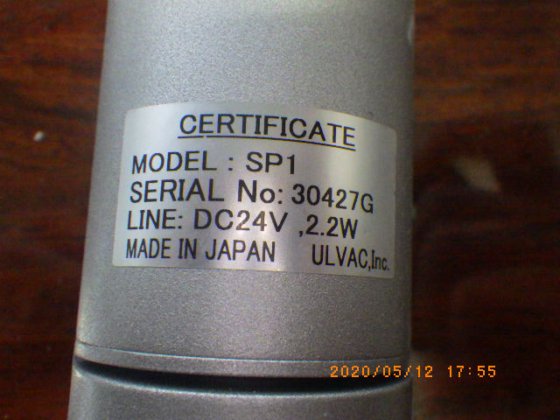 CERTIFICATE
MODEL : SP1
SERIAL No: 30427G
LINE: DC24V ,2.2W
MADE IN JAPAN ULVAC,Inc.
2020/05/12 17:55